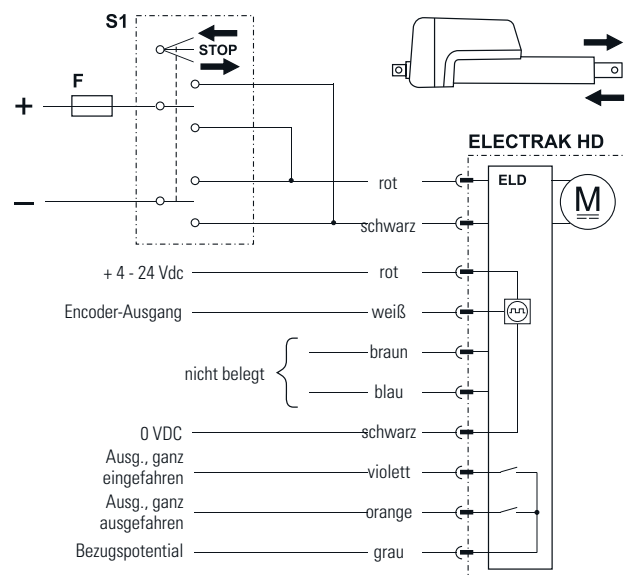 S1
STOP
F
+
–
ELECTRAK HD
ELD
M
rot
schwarz
+ 4 - 24 Vdc
rot
Encoder-Ausgang
weiß
nicht belegt
braun
blau
0 VDC
schwarz
Ausg., ganz
eingefahren
violett
Ausg., ganz
ausgefahren
orange
Bezugspotential
grau